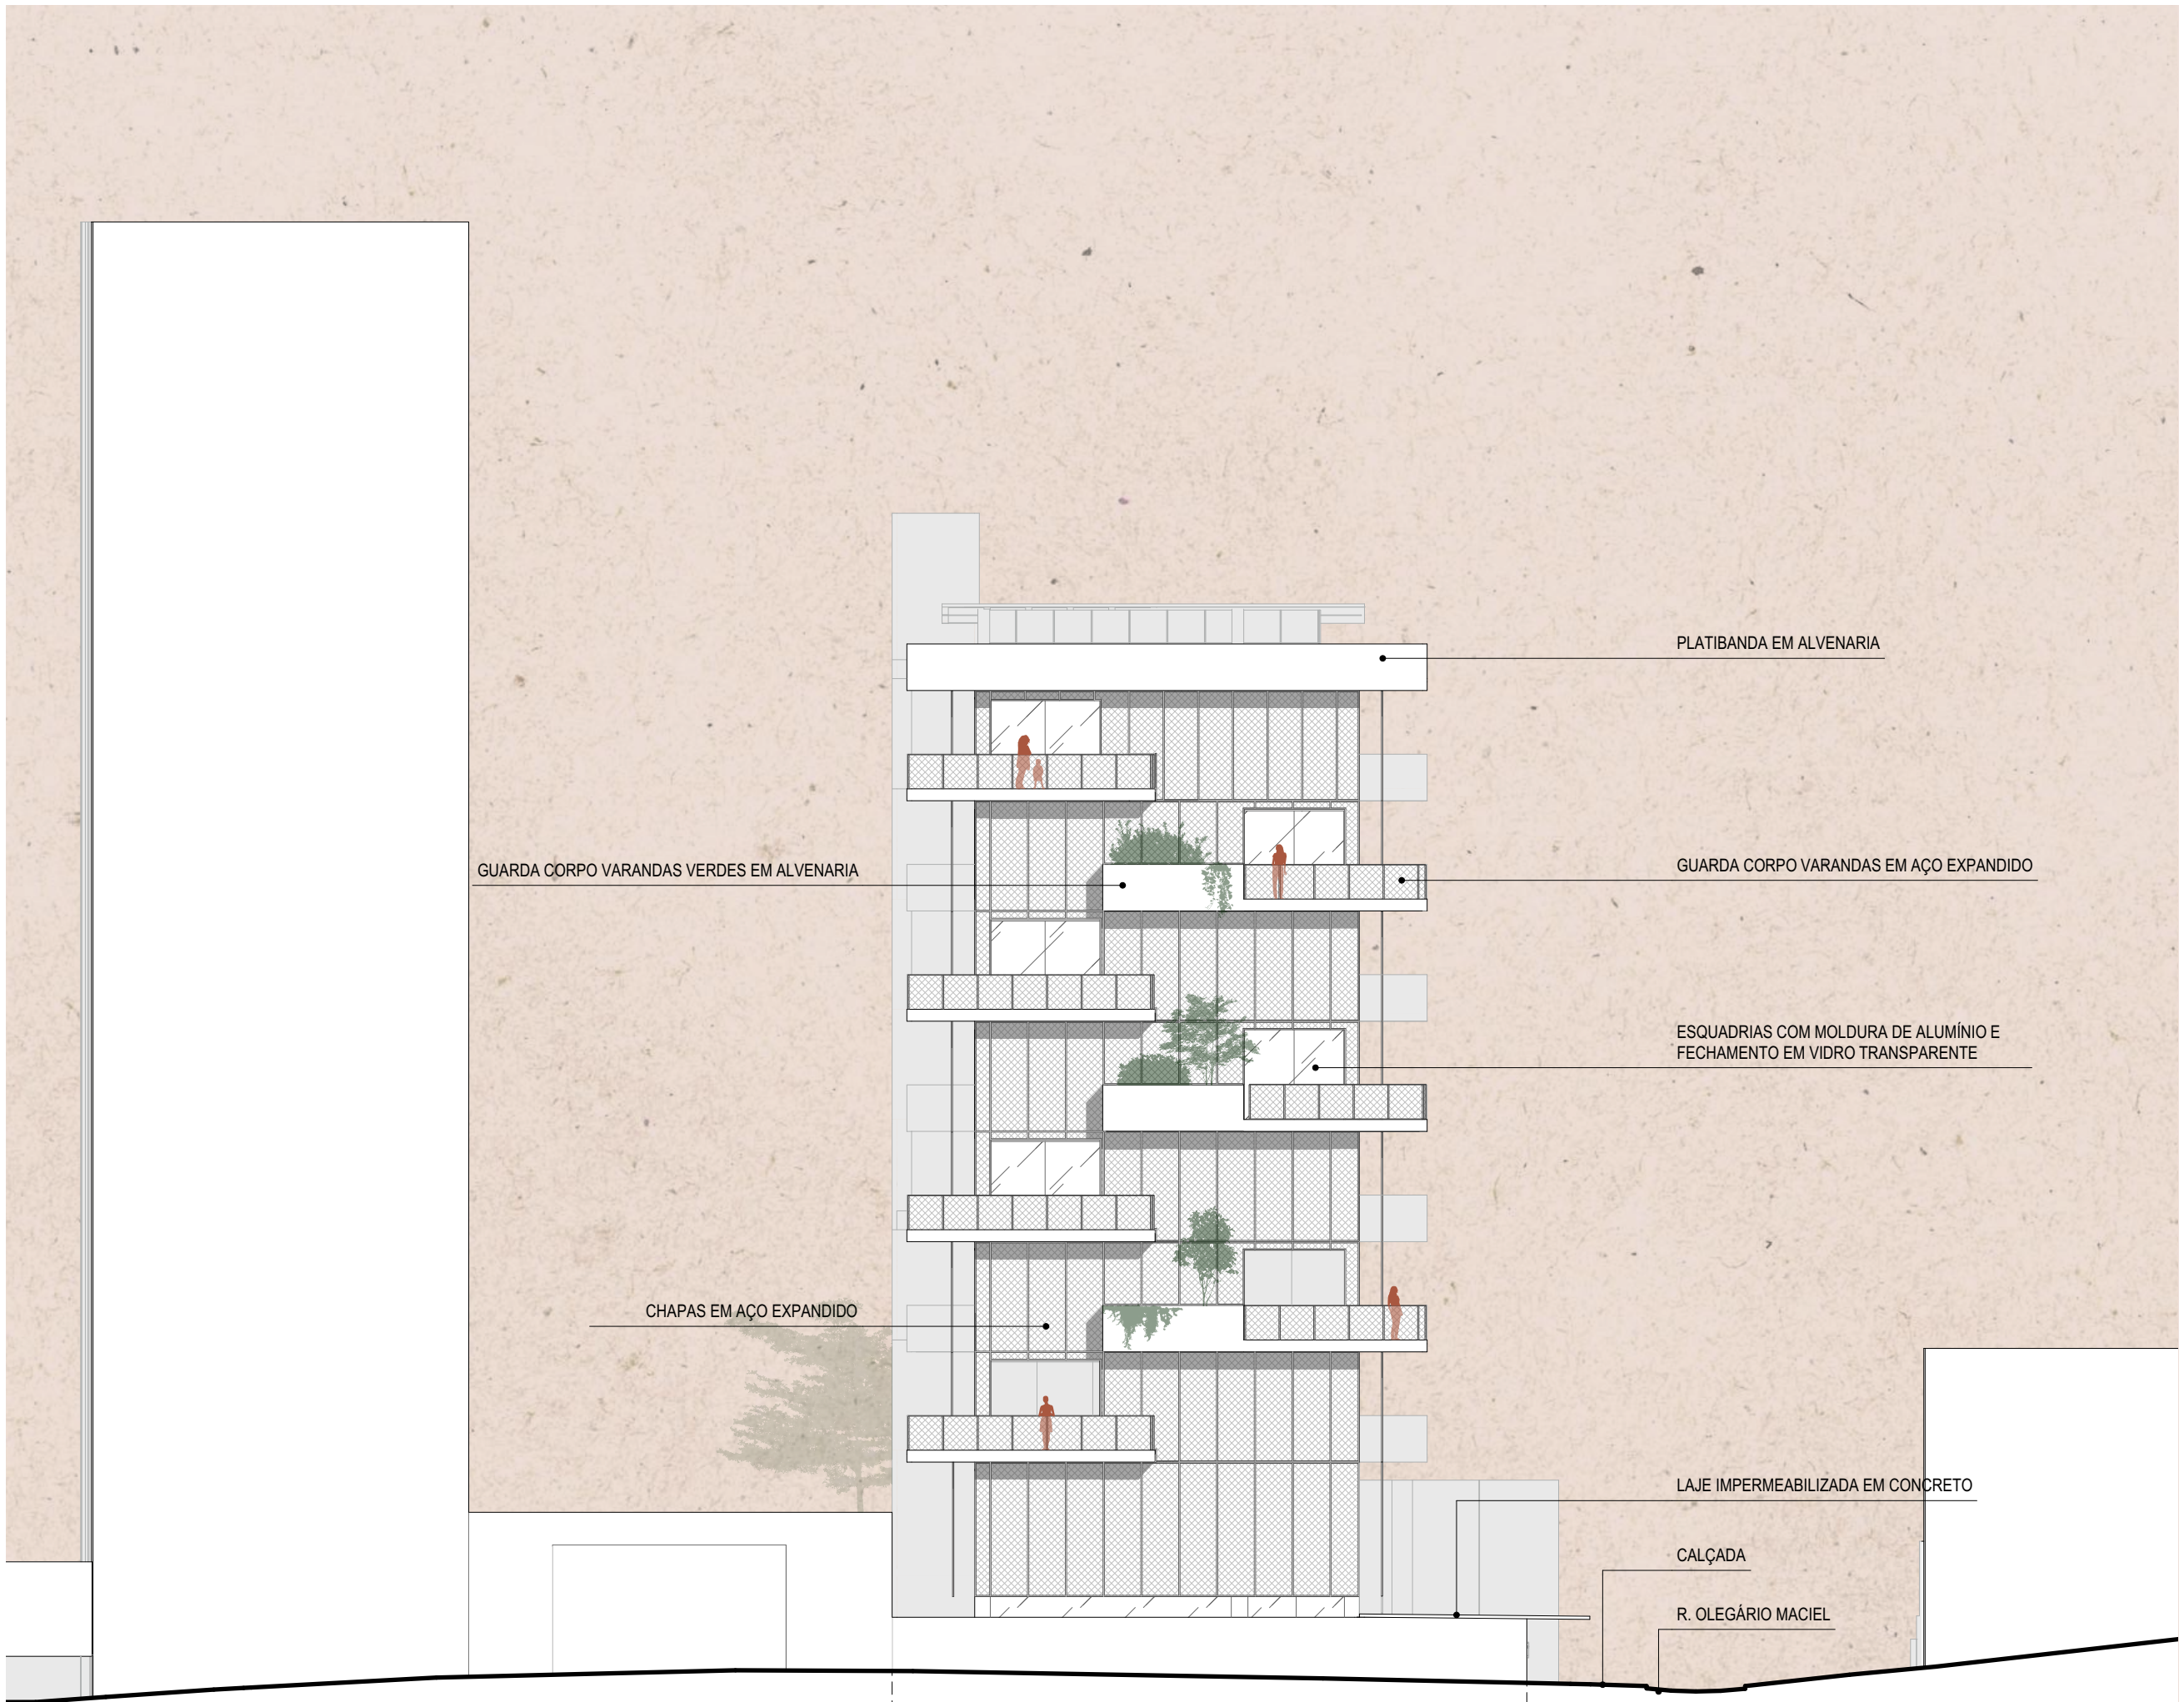 PLATIBANDA EM ALVENARIA
GUARDA CORPO VARANDAS VERDES EM ALVENARIA
GUARDA CORPO VARANDAS EM AÇO EXPANDIDO
ESQUADRIAS COM MOLDURA DE ALUMÍNIO E
FECHAMENTO EM VIDRO TRANSPARENTE
CHAPAS EM AÇO EXPANDIDO
LAJE IMPERMEABILIZADA EM CONCRETO
CALÇADA
R. OLEGÁRIO MACIEL